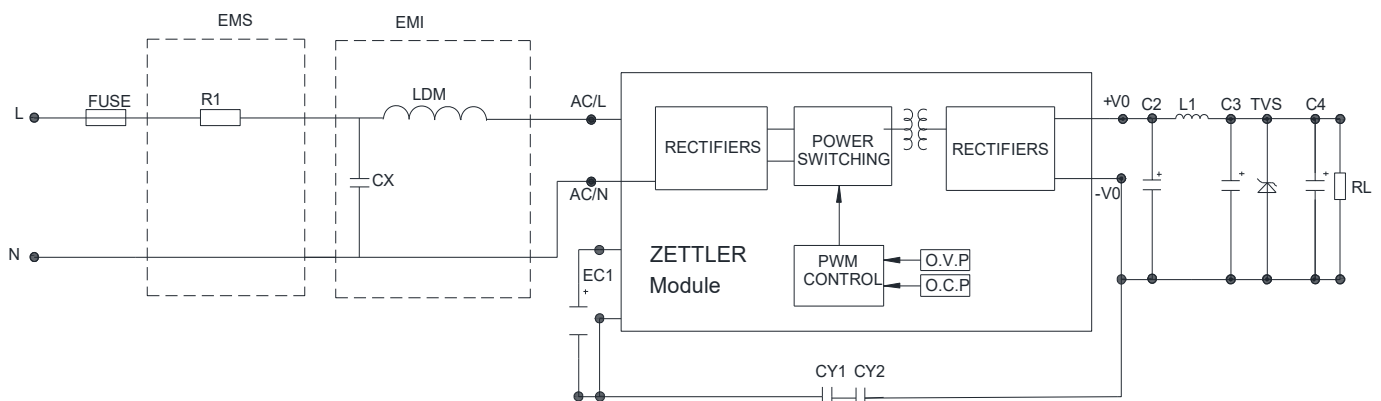 EMS
EMI
L
FUSE
R1
LDM
CX
N
AC/L
AC/N
EC1
+
RECTIFIERS
POWER
SWITCHING
RECTIFIERS
ZETTLER
Module
PWM
CONTROL
O.V.P
O.C.P
+V0
-V0
C2
+
L1
C3
+
TVS
C4
+
RL
CY1
CY2